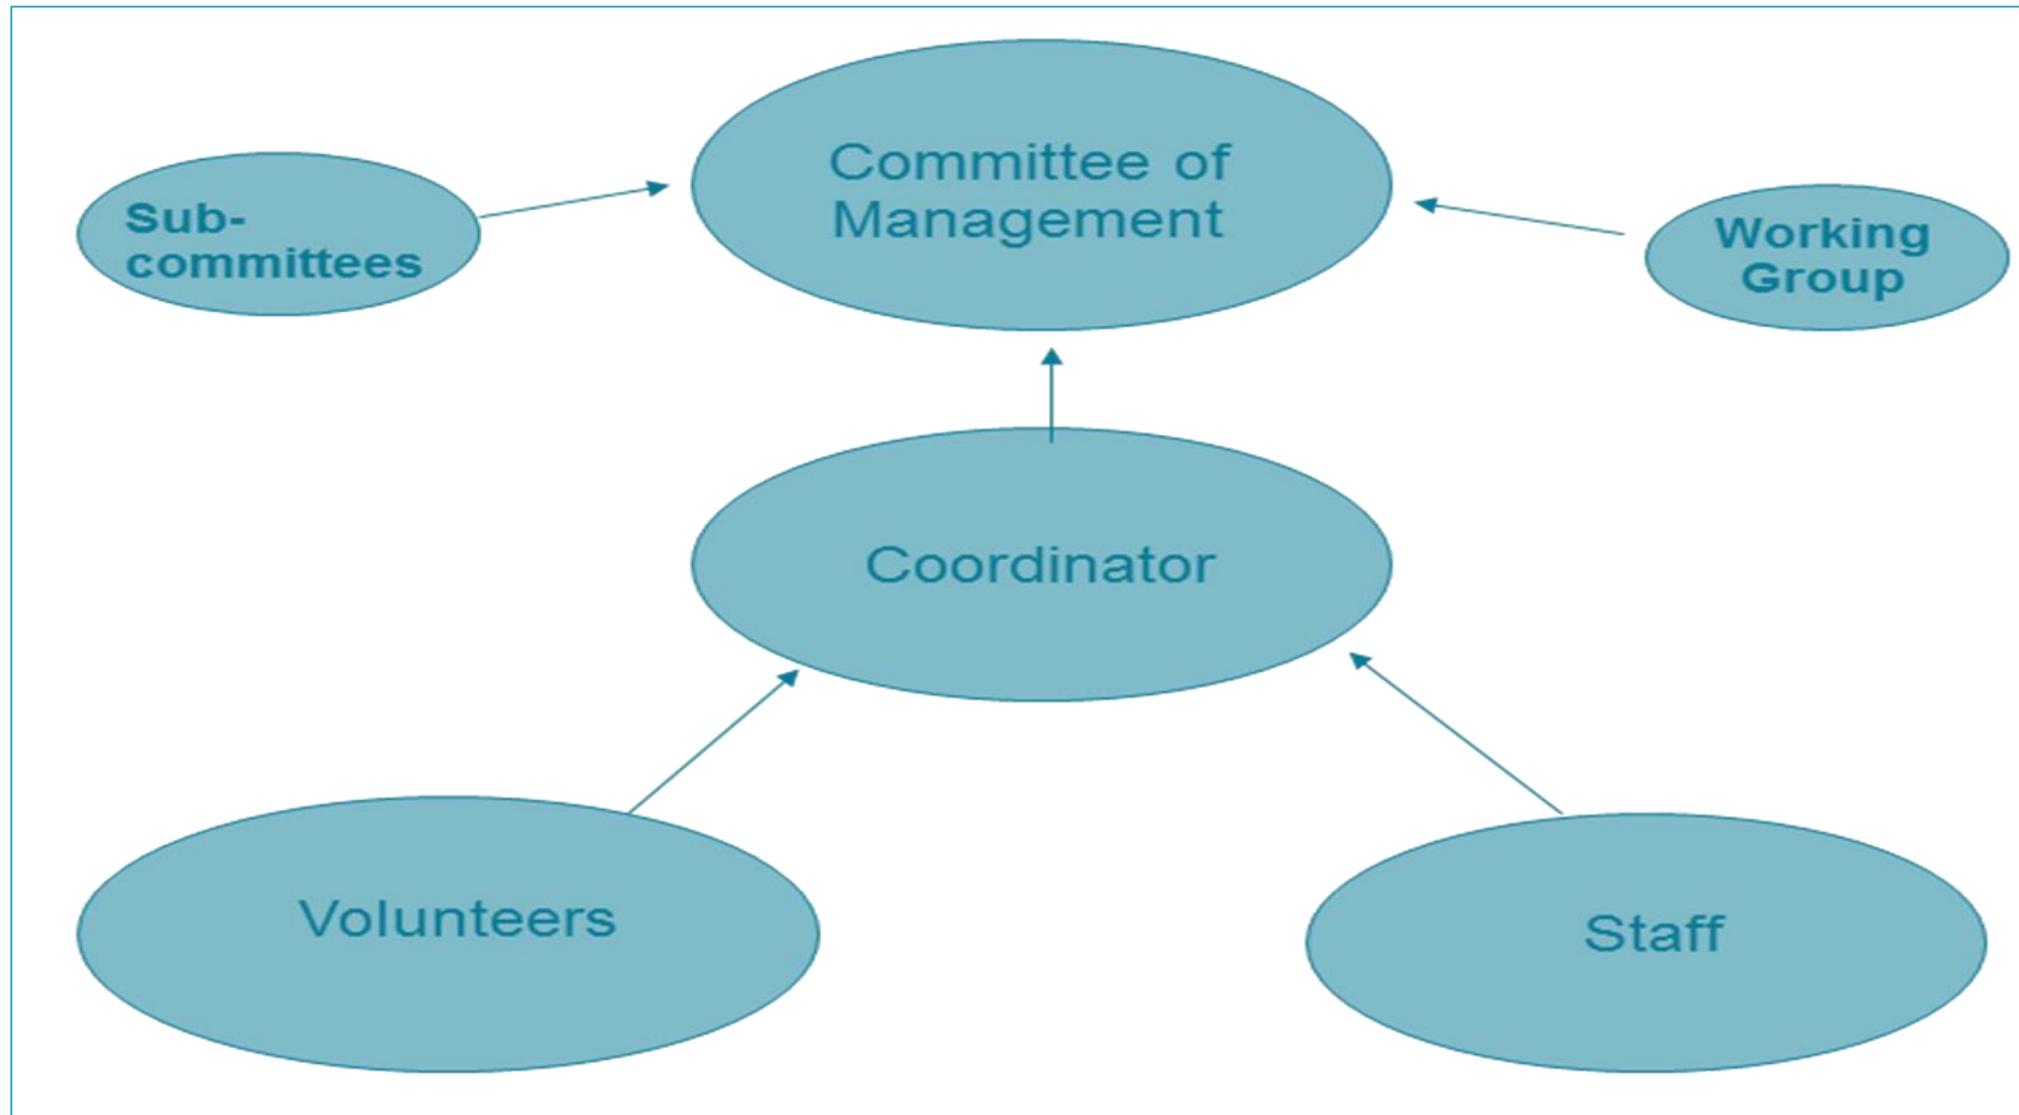 Committee of
Management
Sub-
committees
Working
Group
Coordinator
Volunteers
Staff